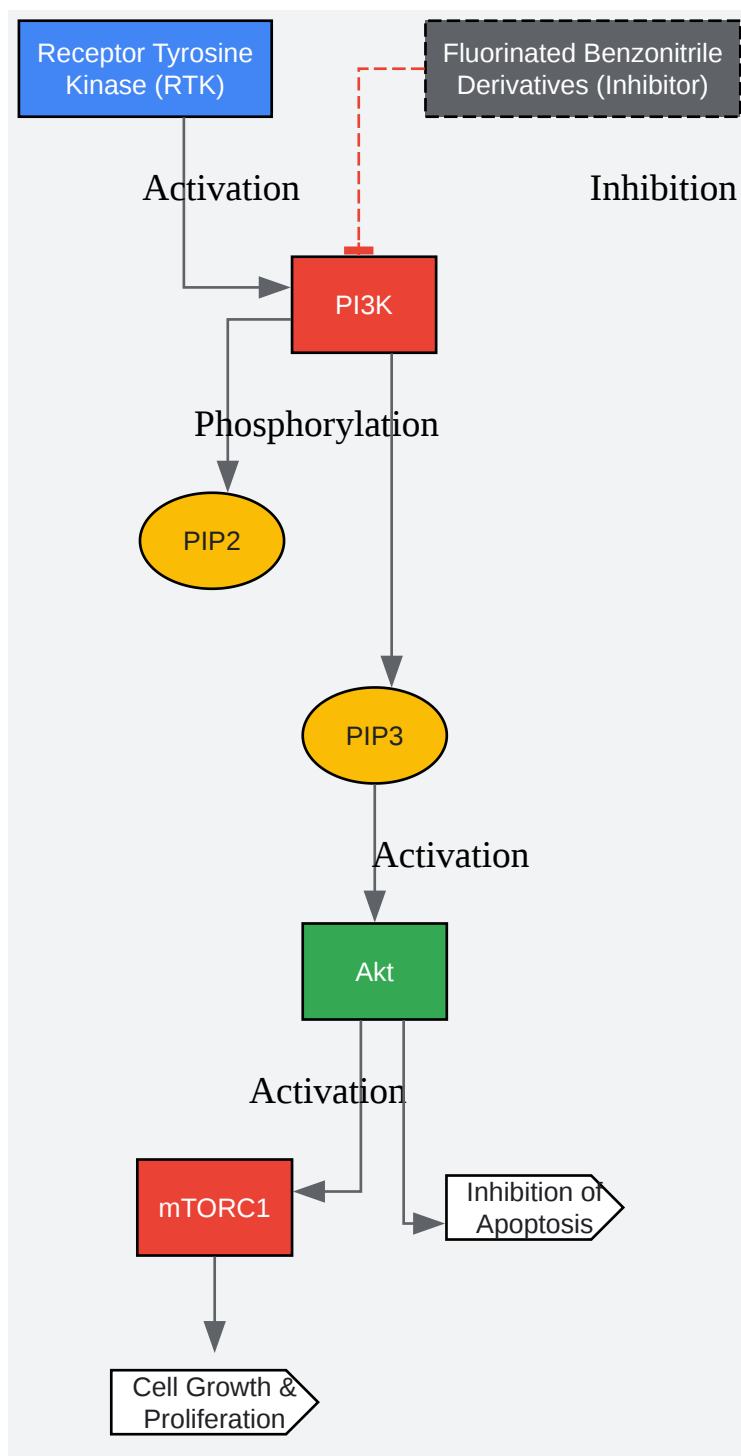 Receptor Tyrosine
Kinase (RTK)
Fluorinated Benzonitrile
Derivatives (Inhibitor)
Activation
Inhibition
PI3K
Phosphorylation
PIP2
PIP3
Activation
Akt
Activation
mTORC1
Inhibition of
Apoptosis
Cell Growth &
Proliferation